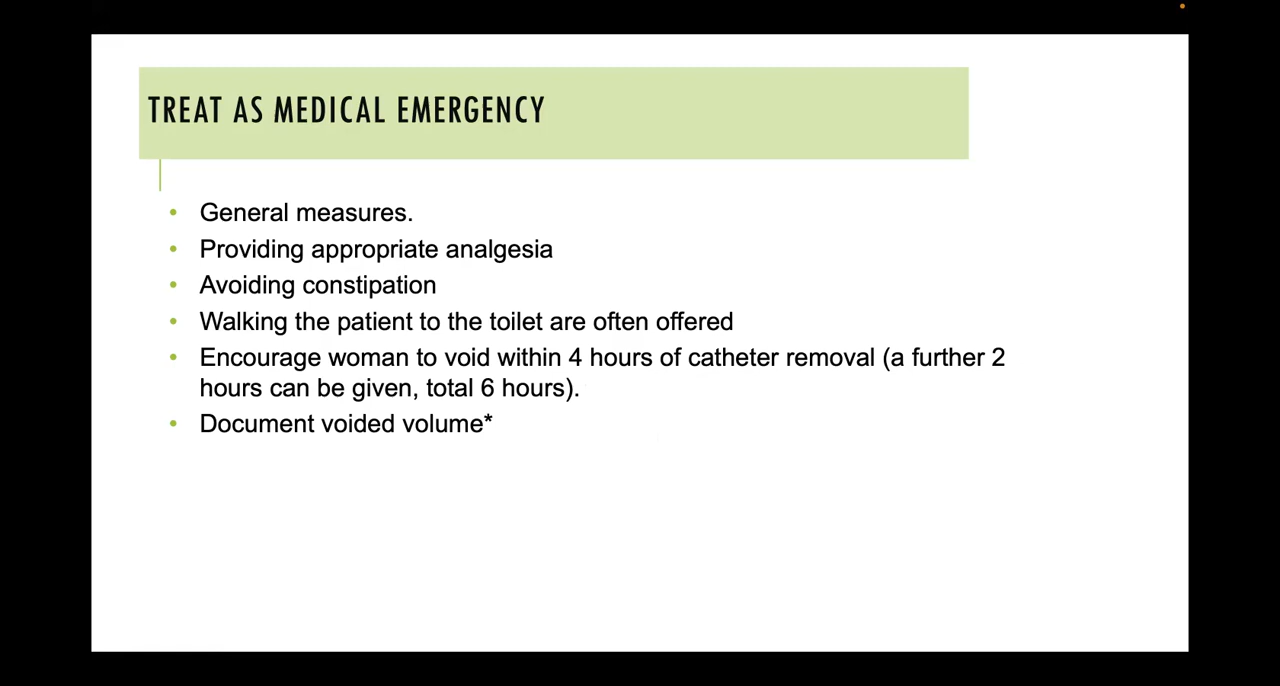 TREAT AS MEDICAL EMERGENCY
• General measures.
• Providing appropriate analgesia
• Avoiding constipation
• Walking the patient to the toilet are often offered
• Encourage woman to void within 4 hours of catheter removal (a further 2
hours can be given, total 6 hours).
• Document voided volume*